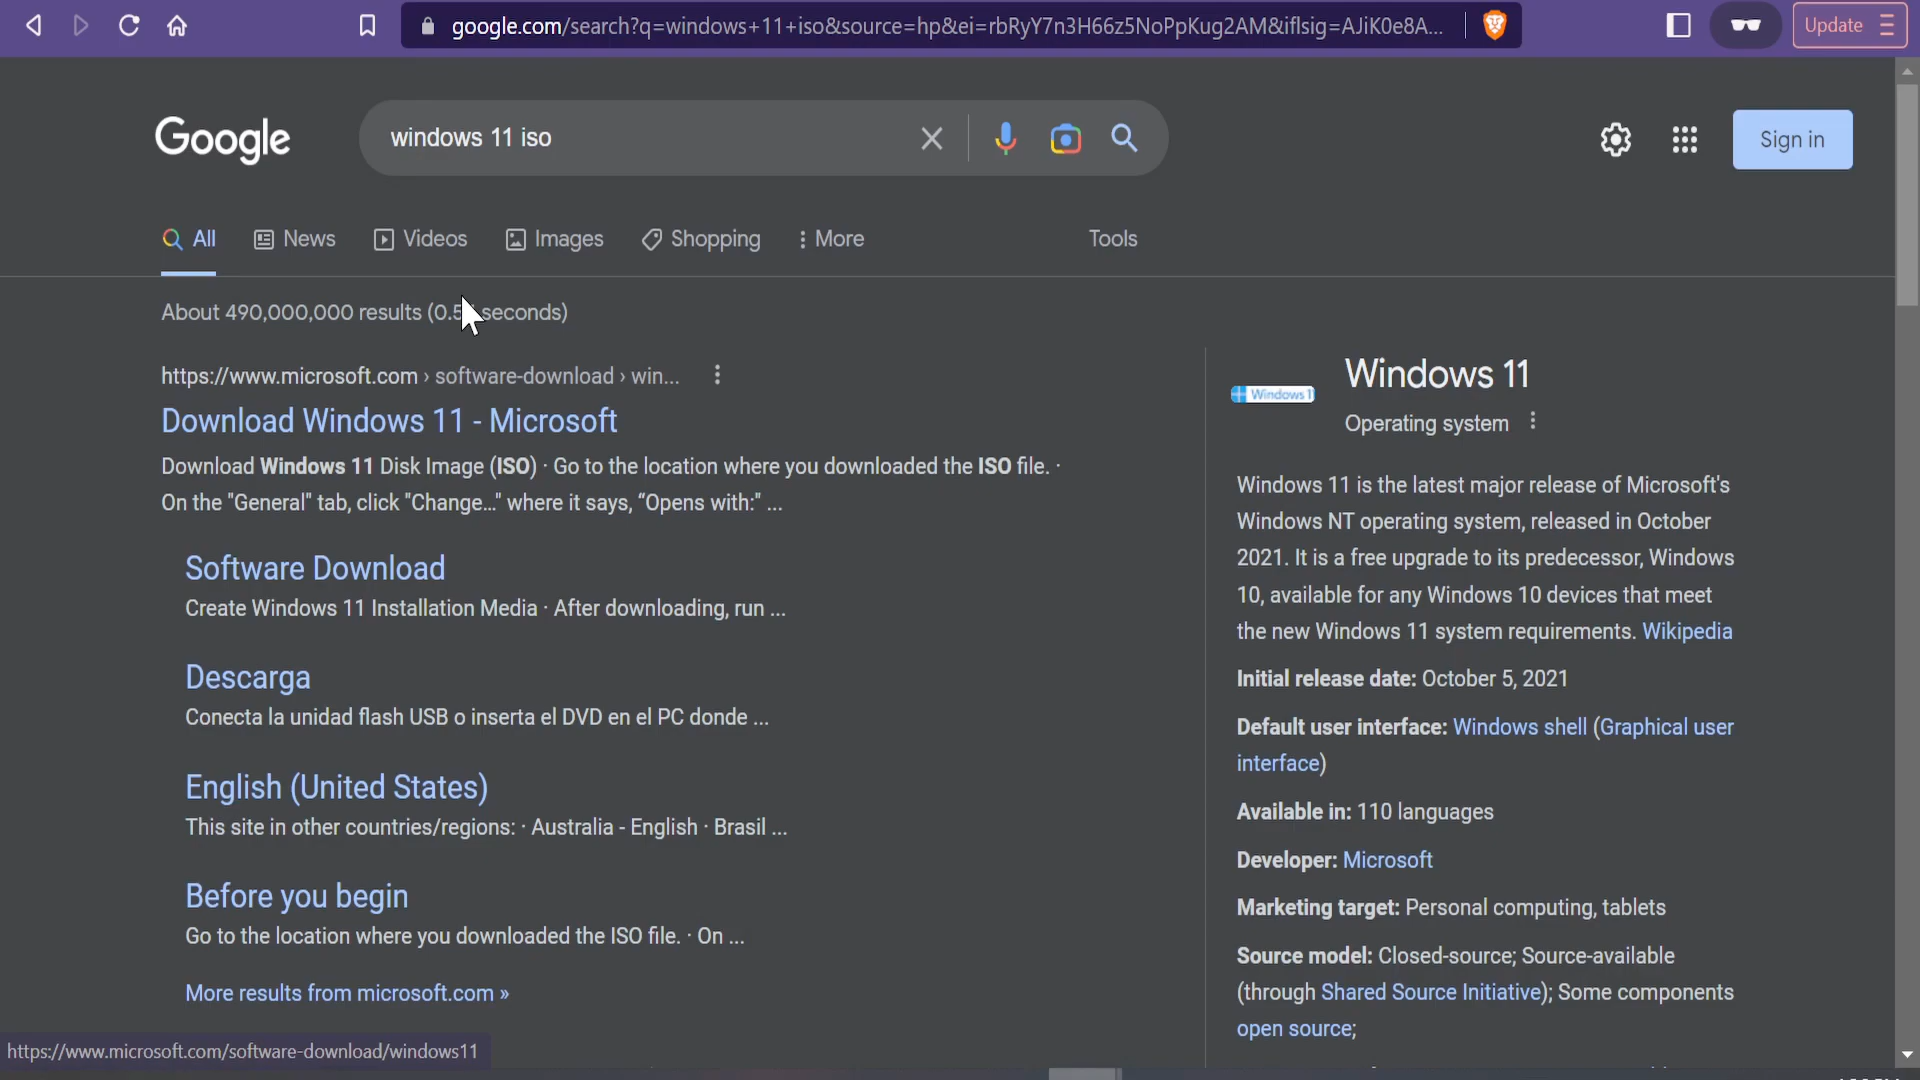 google.com/search?q=windows+11+iso&source=hp&ei=rbRyY7n3H66z5NoPpKug2AM&iflsig=AJiK0e8A...
Update
Google
windows 11 iso
Sign in
All
News
Videos
Images
Shopping
More
Tools
About 490,000,000 results (0.5 seconds)
https://www.microsoft.com › software-download › win...
Download Windows 11 - Microsoft
Download Windows 11 Disk Image (ISO) · Go to the location where you downloaded the ISO file. ·
On the "General" tab, click "Change…" where it says, “Opens with:” ...
Software Download
Create Windows 11 Installation Media · After downloading, run ...
Descarga
Conecta la unidad flash USB o inserta el DVD en el PC donde ...
English (United States)
This site in other countries/regions: · Australia - English · Brasil ...
Before you begin
Go to the location where you downloaded the ISO file. · On ...
More results from microsoft.com »
Windows 11
Windows 11
Operating system
Windows 11 is the latest major release of Microsoft's
Windows NT operating system, released in October
2021. It is a free upgrade to its predecessor, Windows
10, available for any Windows 10 devices that meet
the new Windows 11 system requirements. Wikipedia
Initial release date: October 5, 2021
Default user interface: Windows shell (Graphical user
interface)
Available in: 110 languages
Developer: Microsoft
Marketing target: Personal computing, tablets
Source model: Closed-source; Source-available
(through Shared Source Initiative); Some components
open source;
https://www.microsoft.com/software-download/windows11